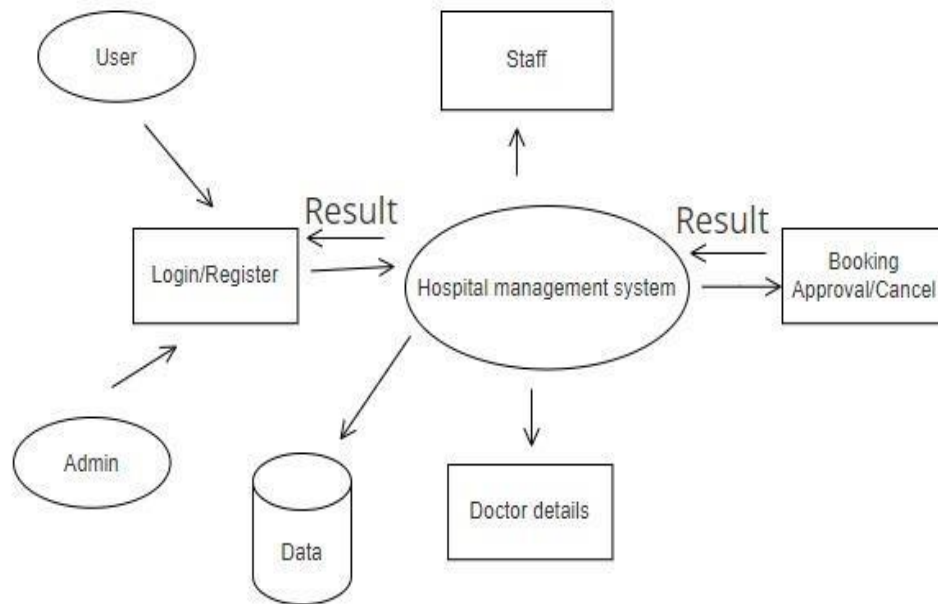 User
Staff
Result
Result
Login/Register
Hospital management system
Booking
Approval/Cancel
Admin
Data
Doctor details